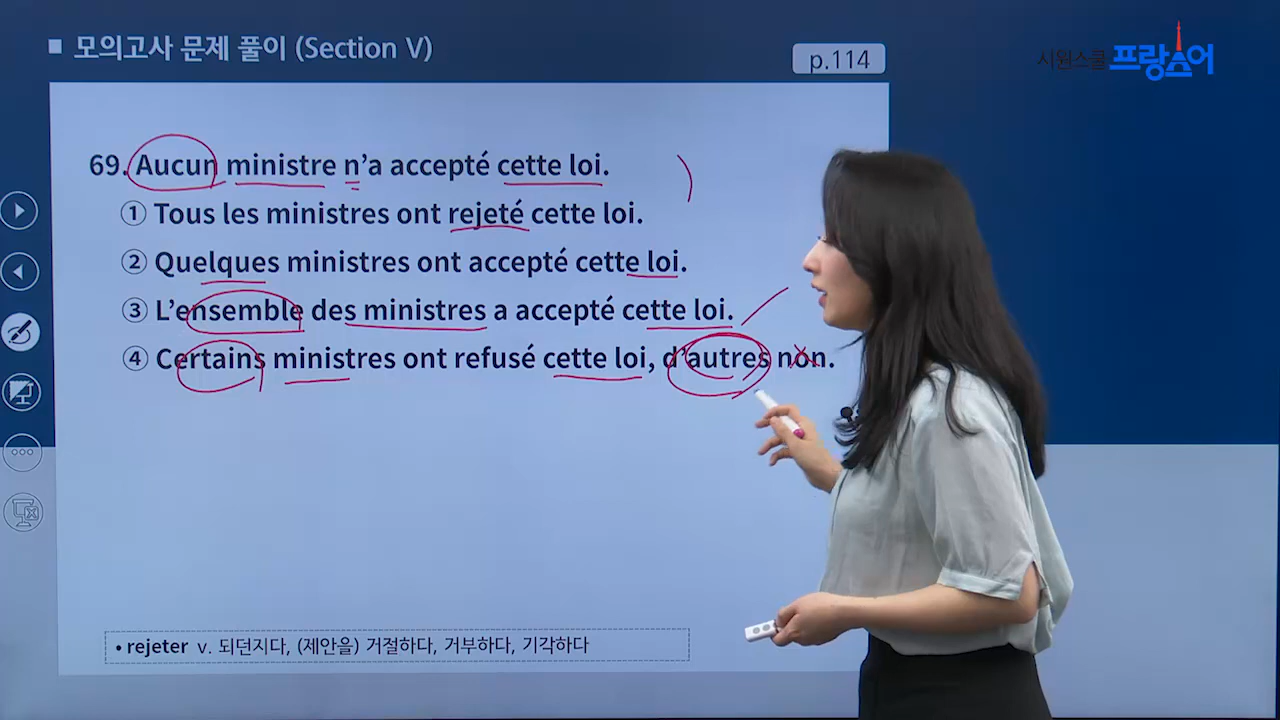 ■ 모의고사 문제 풀이 (Section V)
p.114
시원스쿨 프랑스어
69. Aucun ministre n’a accepté cette loi.
① Tous les ministres ont rejeté cette loi.
② Quelques ministres ont accepté cette loi.
③ L’ensemble des ministres a accepté cette loi.
④ Certains ministres ont refusé cette loi, d’autres non.
• rejeter v. 되던지다, (제안을) 거절하다, 거부하다, 기각하다